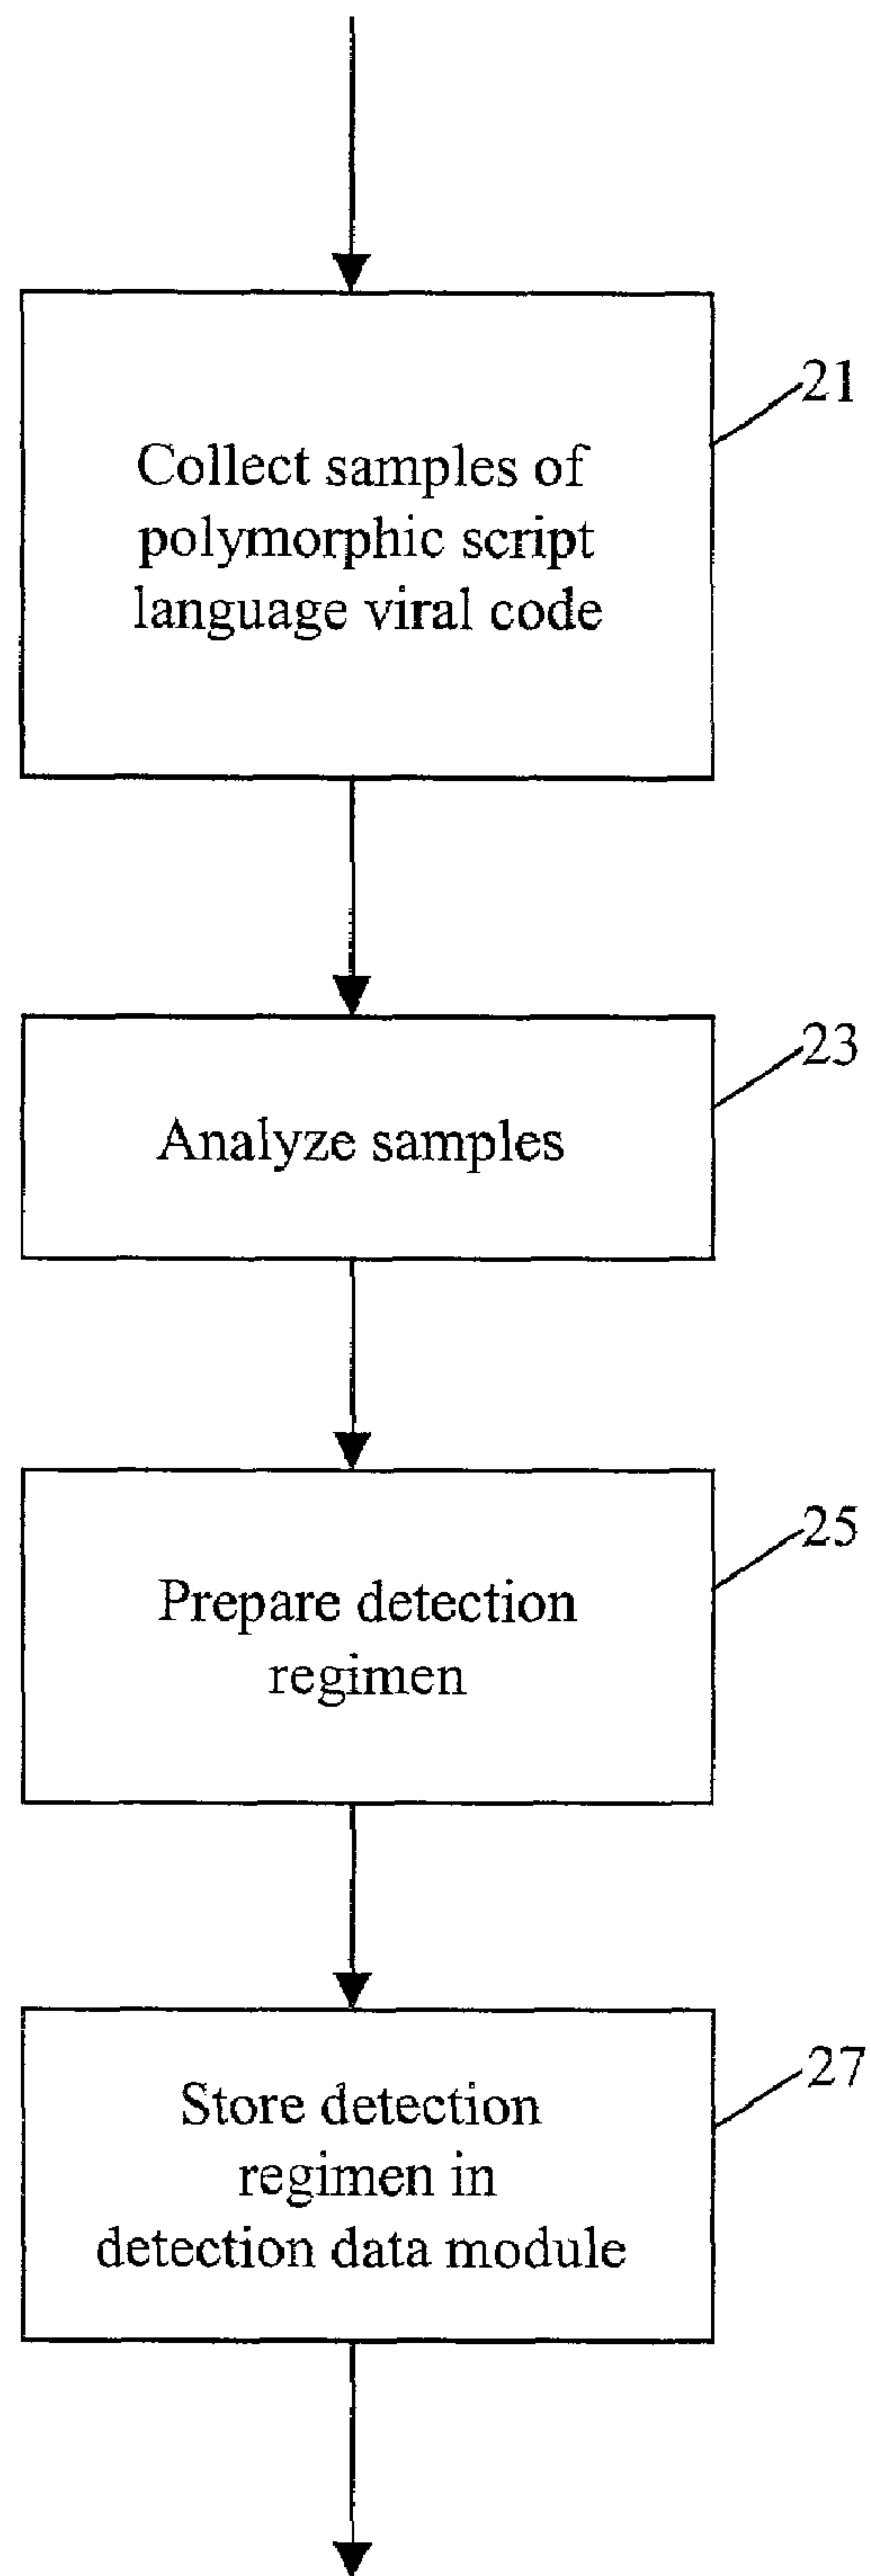 21
Collect samples of
polymorphic script
language viral code
23
Analyze samples
25
Prepare detection
regimen
27
Store detection
regimen in
detection data module